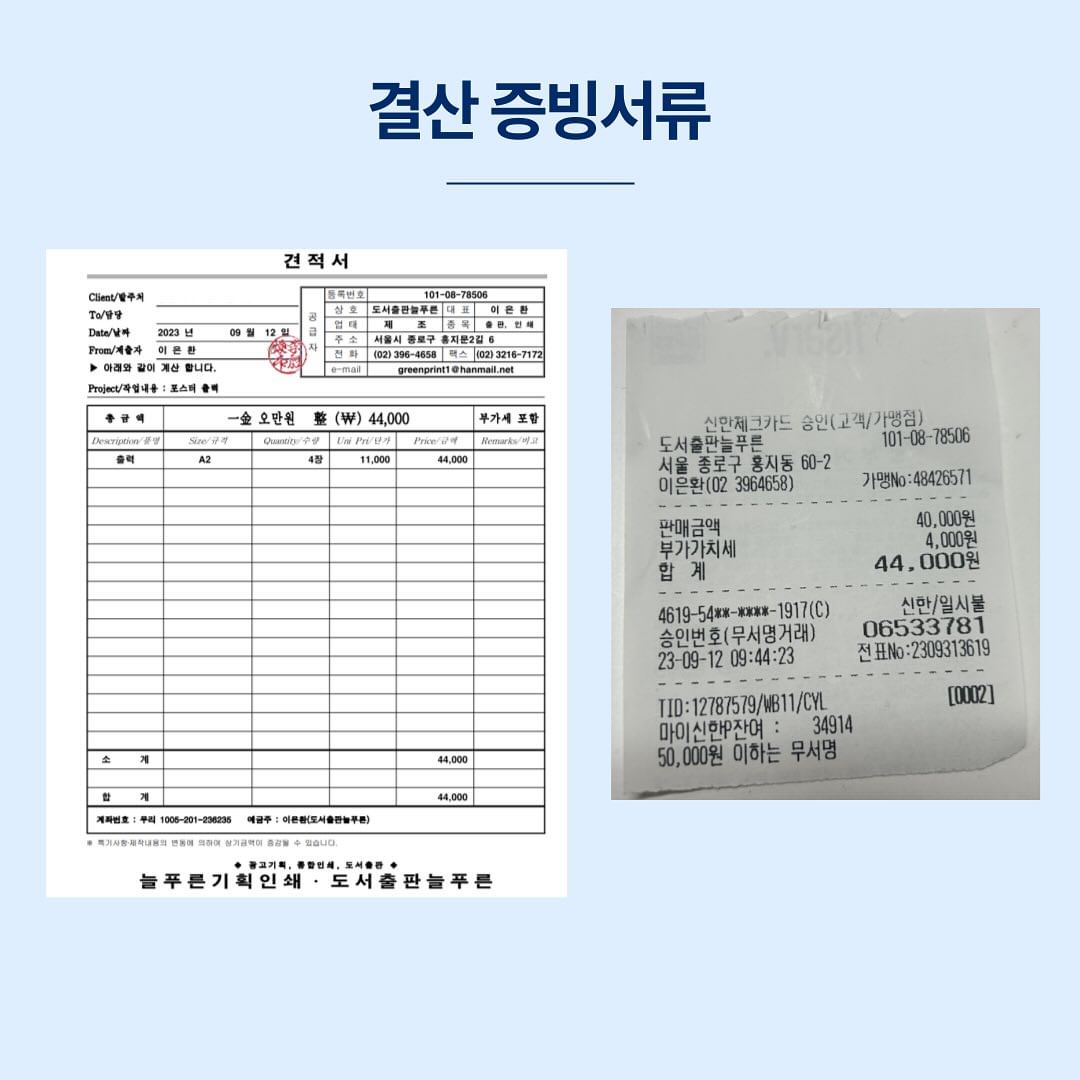 결산 증빙서류
견적서
Client/발주처
To/담당
Date/날짜 2023 년 09 월 12 일
From/제출자 이 은 환
▶ 아래와 같이 계산 합니다.
Project/작업내용 : 포스터 출력
공급자
등록번호 101-08-78506
상 호 도서출판늘푸른 대 표 이 은 환
업 태 제 조 종 목 출 판, 인 쇄
주 소 서울시 종로구 홍지문2길 6
전 화 (02) 396-4658 팩스 (02) 3216-7172
e-mail greenprint1@hanmail.net
총 금 액 一金 오만원 整 (₩) 44,000 부가세 포함
Description/품명 Size/규격 Quantity/수량 Uni Pri/단가 Price/금액 Remarks/비고
출력 A2 4장 11,000 44,000
소 계 44,000
합 계 44,000
계좌번호 : 우리 1005-201-236235 예금주 : 이은환(도서출판늘푸른)
※ 특기사항·제작내용의 변동에 의하여 상기금액이 증감될 수 있습니다.
◆ 광고기획, 종합인쇄, 도서출판 ◆
늘푸른기획인쇄 · 도서출판늘푸른
신한체크카드 승인(고객/가맹점)
도서출판늘푸른 101-08-78506
서울 종로구 홍지동 60-2
이은환(02 3964658) 가맹No:48426571
판매금액 40,000원
부가가치세 4,000원
합 계 44,000원
4619-54**-****-1917(C) 신한/일시불
승인번호(무서명거래) 06533781
23-09-12 09:44:23 전표No:2309313619
TID:12787579/WB11/CYL [0002]
마이신한P잔여 : 34914
50,000원 이하는 무서명